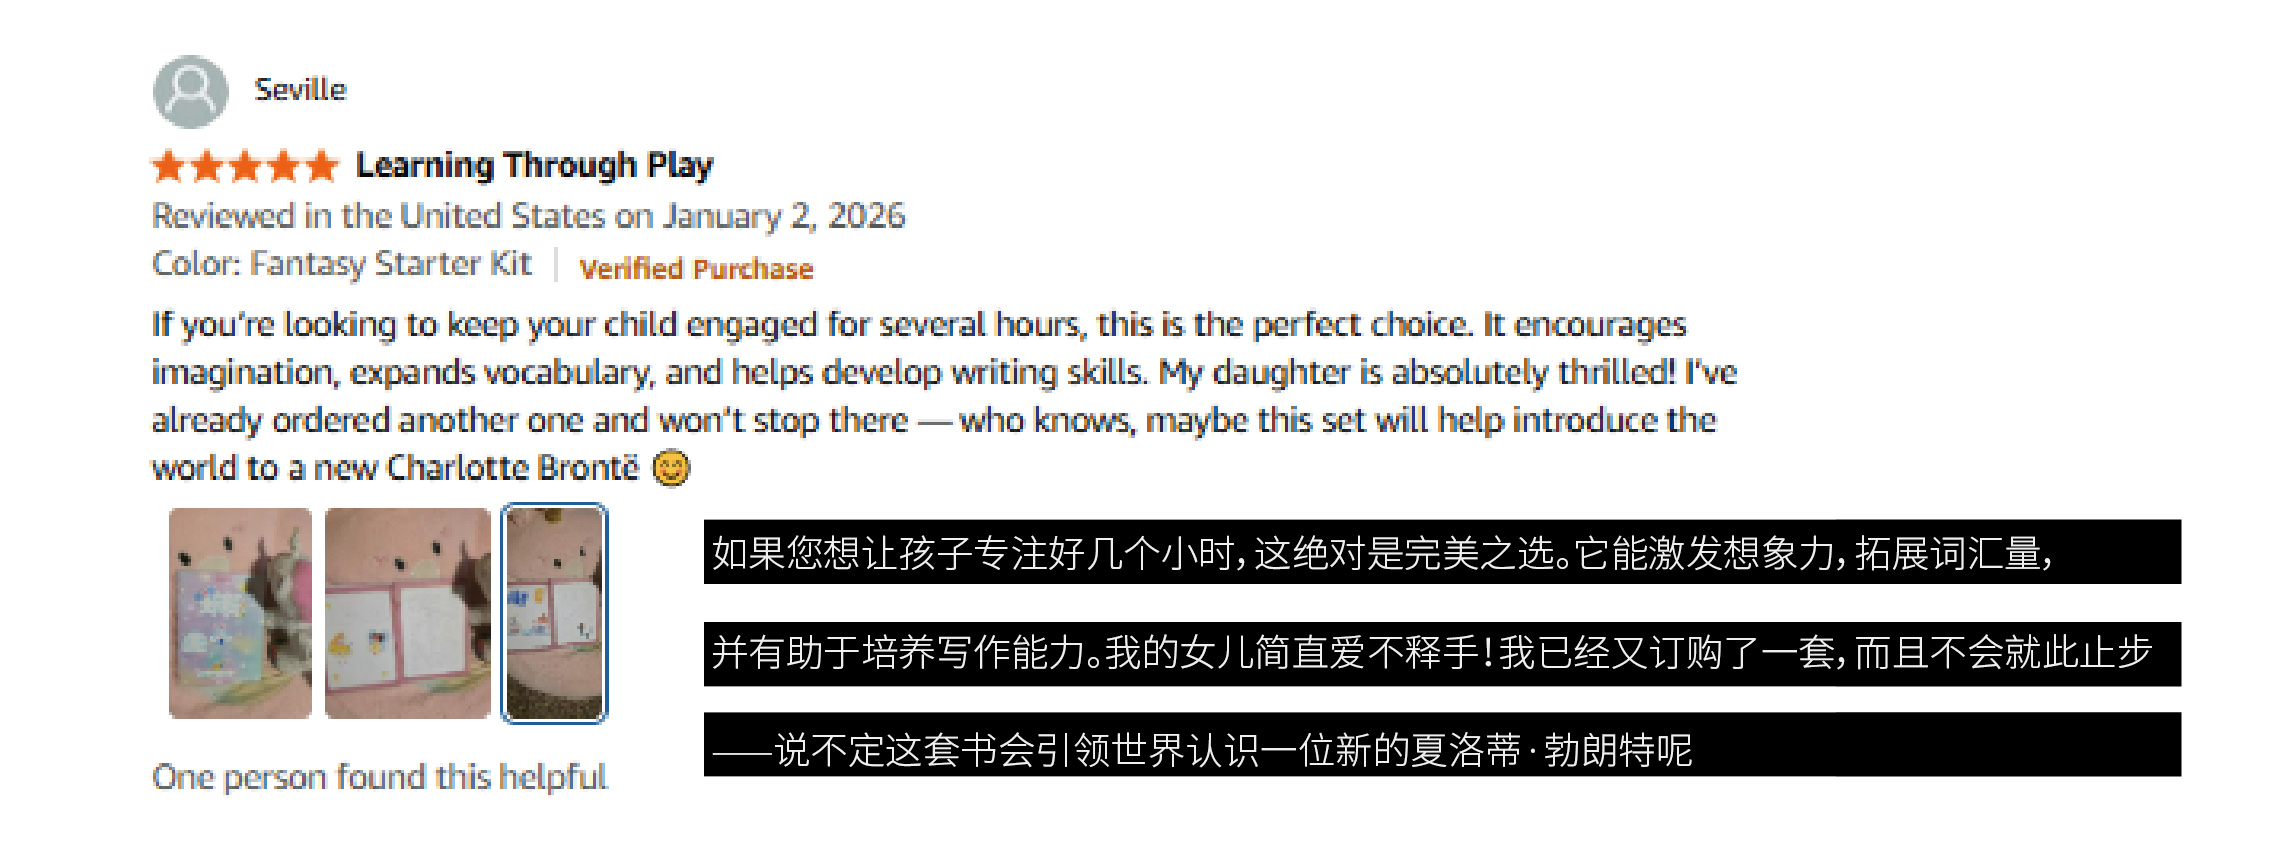 Seville
Learning Through Play
Reviewed in the United States on January 2, 2026
Color: Fantasy Starter Kit | Verified Purchase
If you’re looking to keep your child engaged for several hours, this is the perfect choice. It encourages
imagination, expands vocabulary, and helps develop writing skills. My daughter is absolutely thrilled! I’ve
already ordered another one and won’t stop there — who knows, maybe this set will help introduce the
world to a new Charlotte Brontë 😊
如果您想让孩子专注好几个小时，这绝对是完美之选。它能激发想象力，拓展词汇量，
并有助于培养写作能力。我的女儿简直爱不释手！我已经又订购了一套，而且不会就此止步
——说不定这套书会引领世界认识一位新的夏洛蒂·勃朗特呢
One person found this helpful